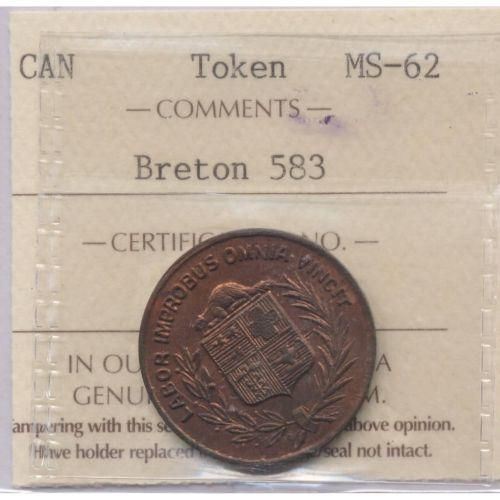 CAN Token MS-62
— COMMENTS —
Breton 583
— CERTIFIC NO. —
LABOR IMPROBUS OMNIA VINCIT
IN OU A
GENU M.
ampering with this se above opinion.
Have holder replaced seal not intact.